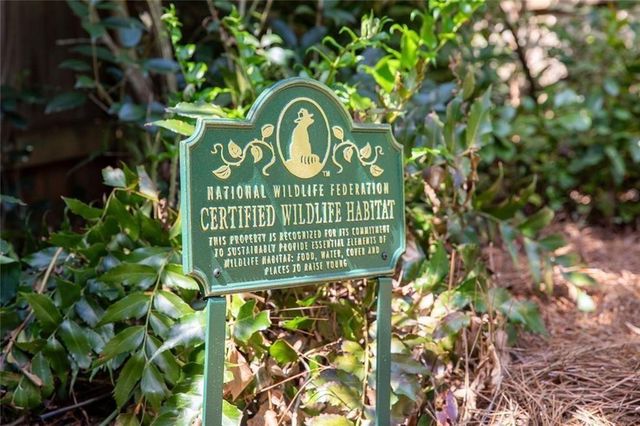 NATIONAL WILDLIFE FEDERATION
CERTIFIED WILDLIFE HABITAT
THIS PROPERTY IS RECOGNIZED FOR ITS COMMITMENT
TO SUSTAINABLY PROVIDE ESSENTIAL ELEMENTS OF
WILDLIFE HABITAT: FOOD, WATER, COVER AND
PLACES TO RAISE YOUNG.